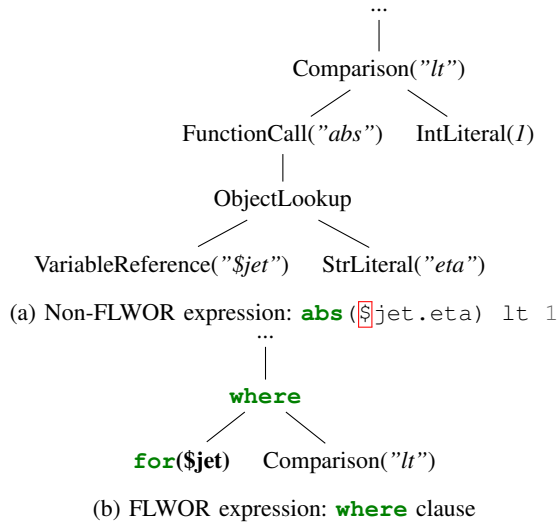 ...
Comparison("lt")
FunctionCall("abs") IntLiteral(1)
ObjectLookup
VariableReference("$jet") StrLiteral("eta")
(a) Non-FLWOR expression: abs($jet.eta) lt 1
...
where
for($jet) Comparison("lt")
(b) FLWOR expression: where clause